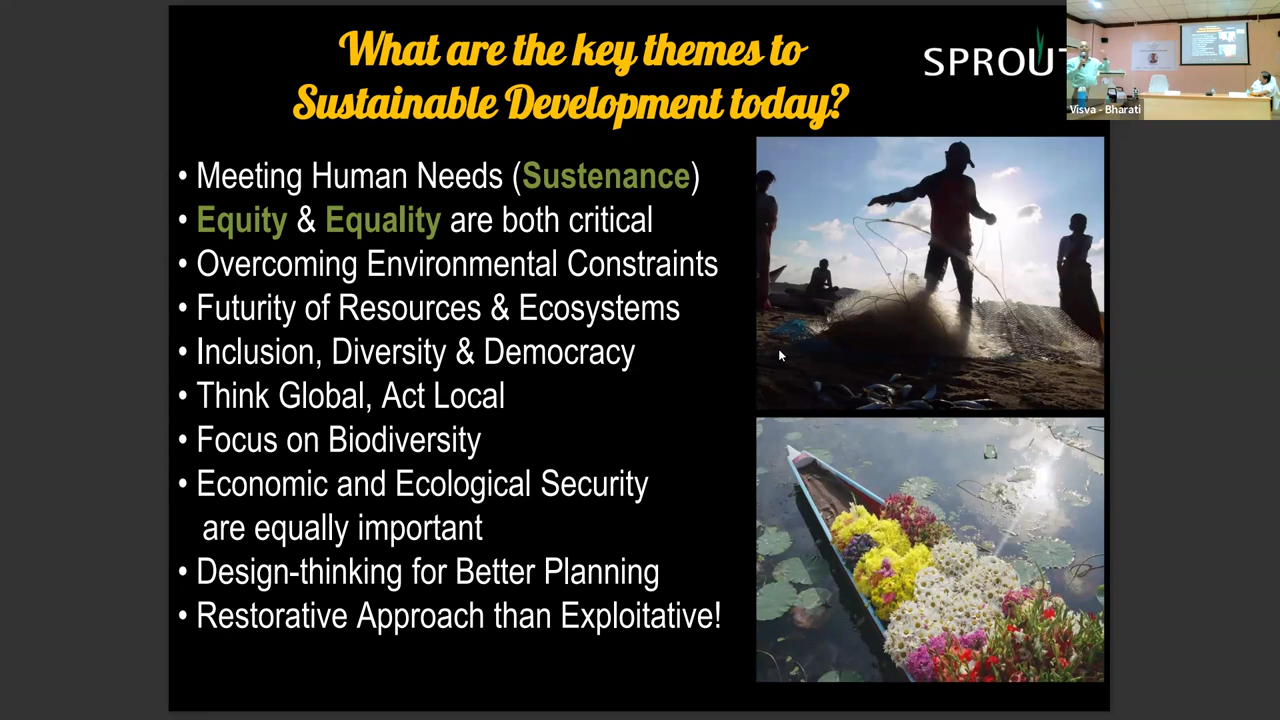 What are the key themes to
Sustainable Development today?
SPROUT
Visva - Bharati
• Meeting Human Needs (Sustenance)
• Equity & Equality are both critical
• Overcoming Environmental Constraints
• Futurity of Resources & Ecosystems
• Inclusion, Diversity & Democracy
• Think Global, Act Local
• Focus on Biodiversity
• Economic and Ecological Security
are equally important
• Design-thinking for Better Planning
• Restorative Approach than Exploitative!